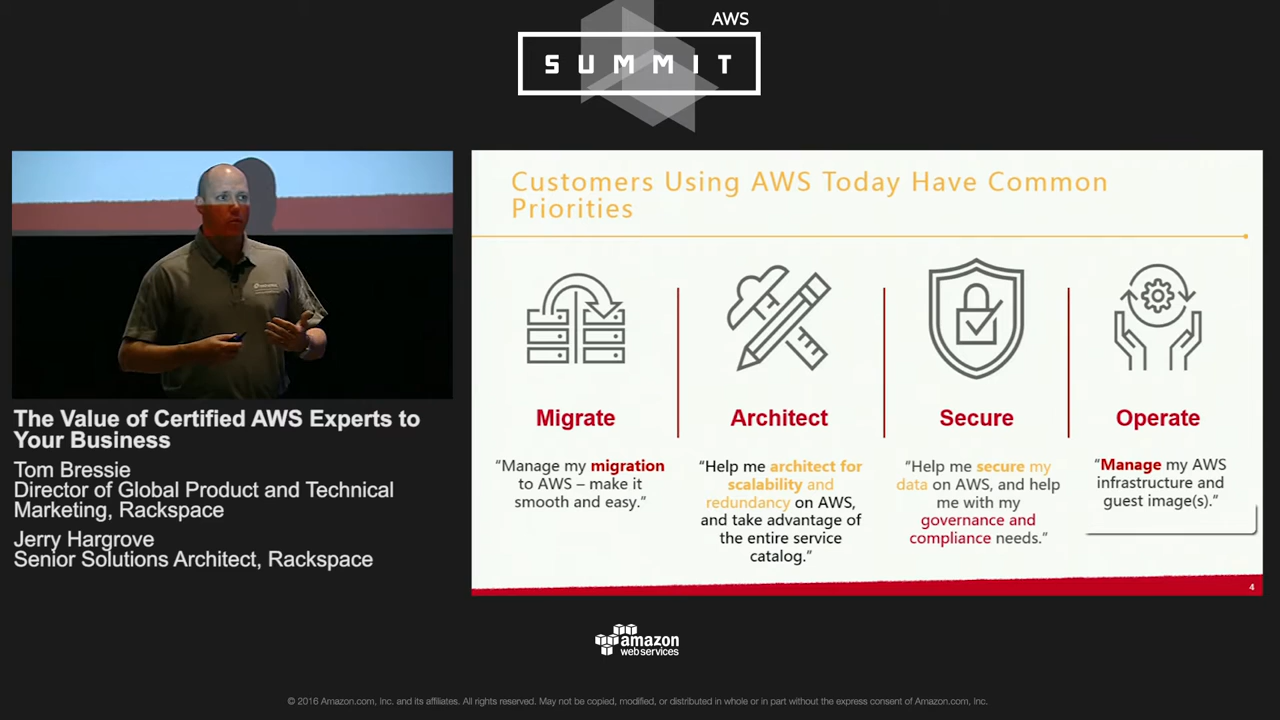 AWS
SUMMIT
The Value of Certified AWS Experts to
Your Business
Tom Bressie
Director of Global Product and Technical
Marketing, Rackspace
Jerry Hargrove
Senior Solutions Architect, Rackspace
Customers Using AWS Today Have Common
Priorities
Migrate
“Manage my migration
to AWS – make it
smooth and easy.”
Architect
“Help me architect for
scalability and
redundancy on AWS,
and take advantage of
the entire service
catalog.”
Secure
“Help me secure my
data on AWS, and help
me with my
governance and
compliance needs.”
Operate
“Manage my AWS
infrastructure and
guest image(s).”
4
amazon
web services
© 2016 Amazon.com, Inc. and its affiliates. All rights reserved. May not be copied, modified, or distributed in whole or in part without the express consent of Amazon.com, Inc.